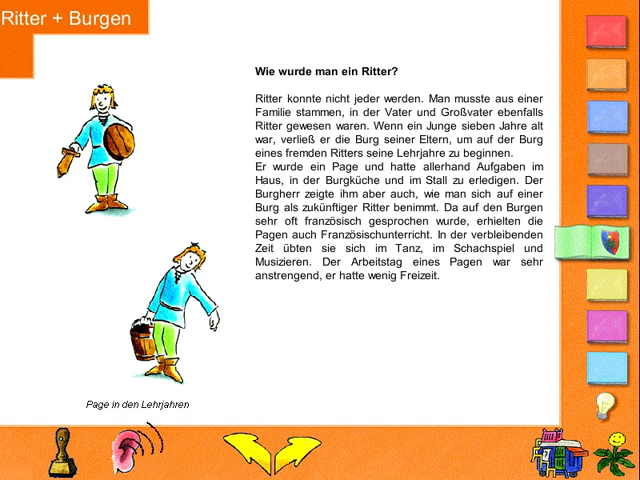 Ritter + Burgen
Wie wurde man ein Ritter?
Ritter konnte nicht jeder werden. Man musste aus einer
Familie stammen, in der Vater und Großvater ebenfalls
Ritter gewesen waren. Wenn ein Junge sieben Jahre alt
war, verließ er die Burg seiner Eltern, um auf der Burg
eines fremden Ritters seine Lehrjahre zu beginnen.
Er wurde ein Page und hatte allerhand Aufgaben im
Haus, in der Burgküche und im Stall zu erledigen. Der
Burgherr zeigte ihm aber auch, wie man sich auf einer
Burg als zukünftiger Ritter benimmt. Da auf den Burgen
sehr oft französisch gesprochen wurde, erhielten die
Pagen auch Französischunterricht. In der verbleibenden
Zeit übten sie sich im Tanz, im Schachspiel und
Musizieren. Der Arbeitstag eines Pagen war sehr
anstrengend, er hatte wenig Freizeit.
Page in den Lehrjahren